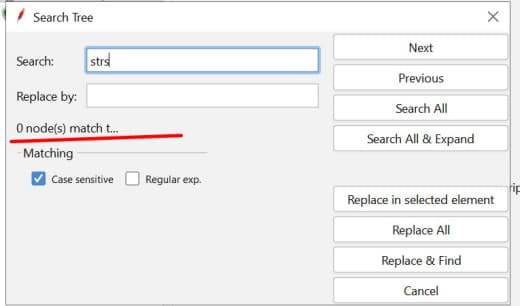 Search Tree
Search: strs
Replace by:
0 node(s) match t...
Matching
Case sensitive Regular exp.
Next
Previous
Search All
Search All & Expand
Replace in selected element
Replace All
Replace & Find
Cancel
rip